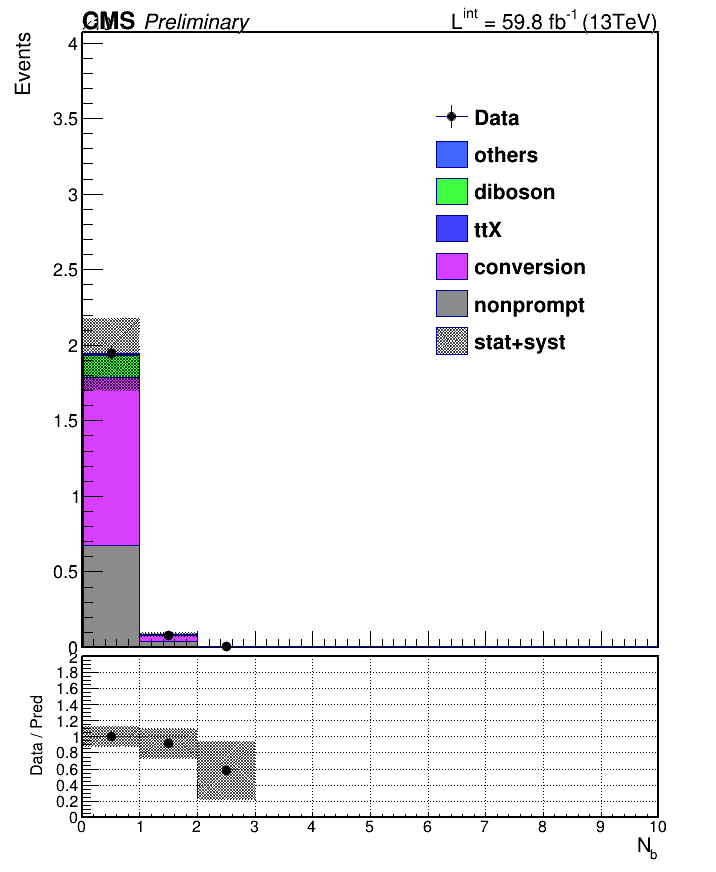 CMS Preliminary L^int = 59.8 fb^-1 (13TeV)
Events
4
3.5
3
2.5
2
1.5
1
0.5
0
Data
others
diboson
ttX
conversion
nonprompt
stat+syst
Data / Pred
2
1.8
1.6
1.4
1.2
1
0.8
0.6
0.4
0.2
0
0 1 2 3 4 5 6 7 8 9 10
N_b